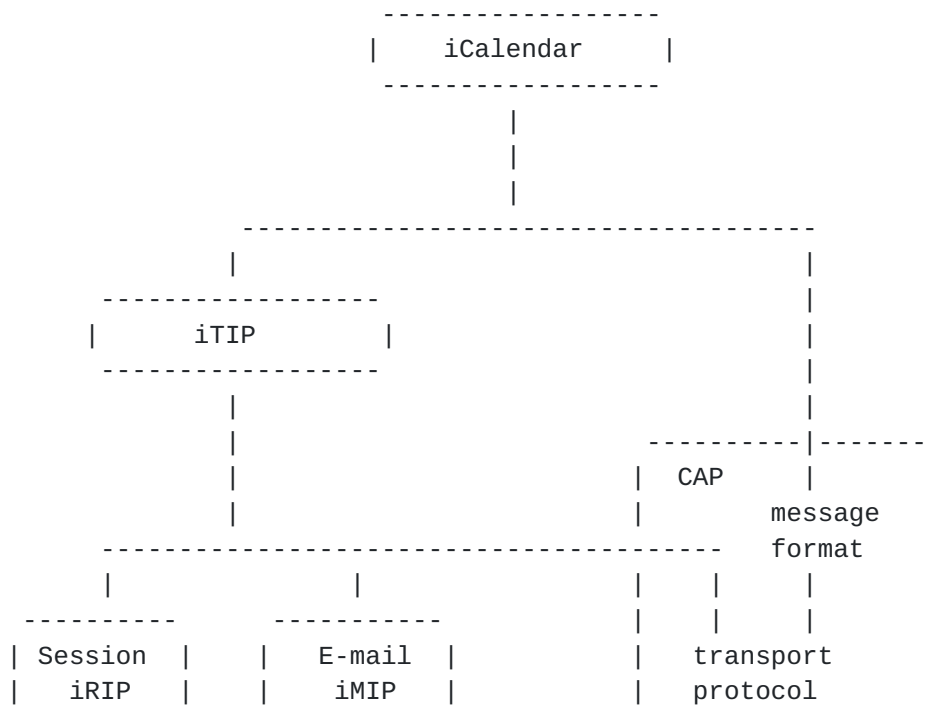 iCalendar
iTIP
CAP
message
format
Session E-mail transport
iRIP iMIP protocol